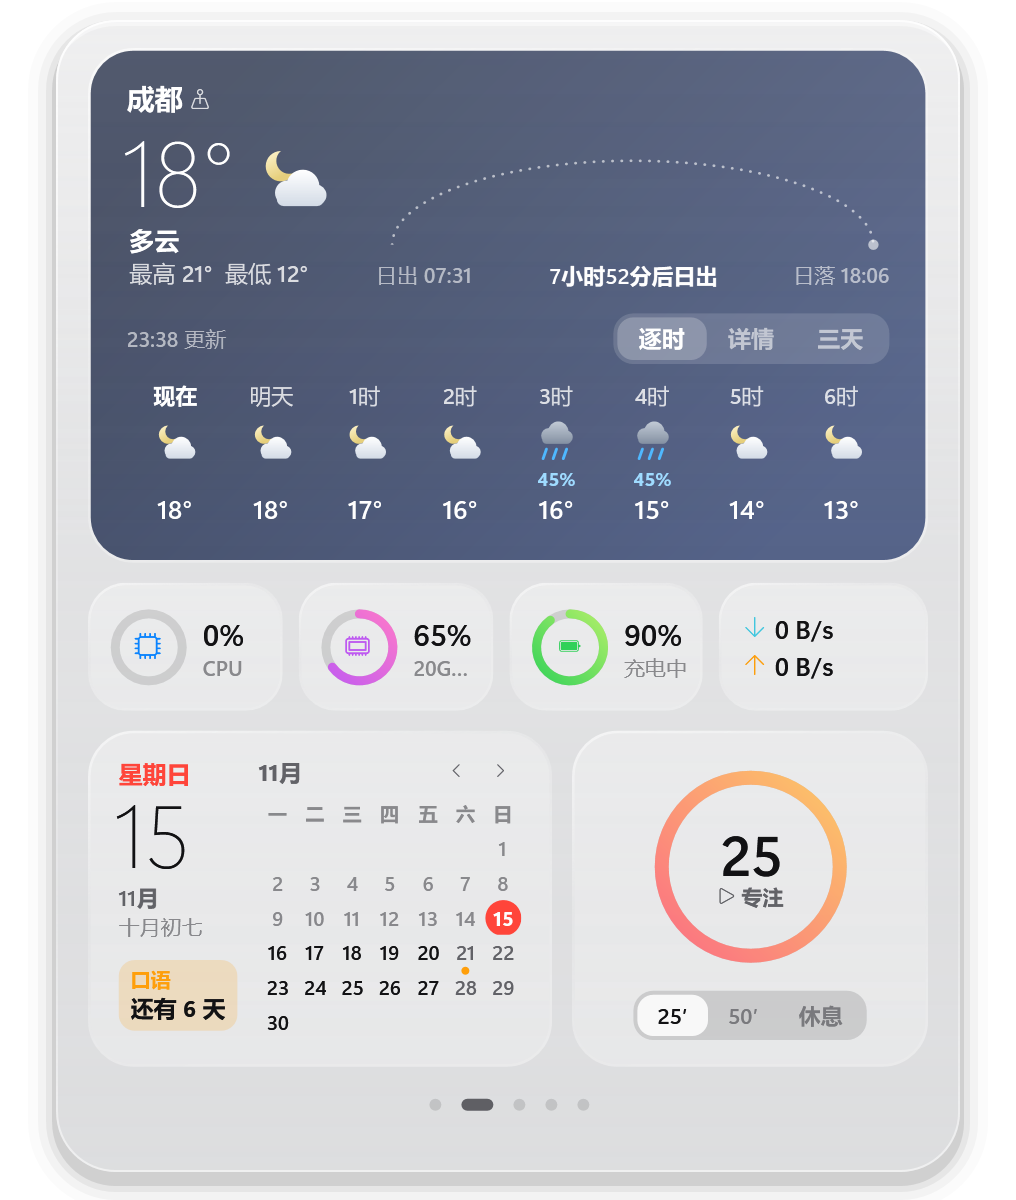 成都
18°
多云
最高 21° 最低 12°
日出 07:31 7小时52分后日出 日落 18:06
23:38 更新 逐时 详情 三天
现在 明天 1时 2时 3时 4时 5时 6时
45% 45%
18° 18° 17° 16° 16° 15° 14° 13°
0%
CPU
65%
20G...
90%
充电中
0 B/s
0 B/s
星期日
15
11月
十月初七
口语
还有 6 天
11月
一 二 三 四 五 六 日
1
2 3 4 5 6 7 8
9 10 11 12 13 14 15
16 17 18 19 20 21 22
23 24 25 26 27 28 29
30
25
专注
25′ 50′ 休息